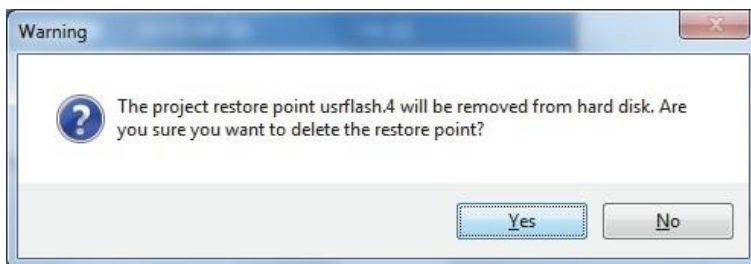 Warning
The project restore point usrflash.4 will be removed from hard disk. Are
you sure you want to delete the restore point?
Yes
No